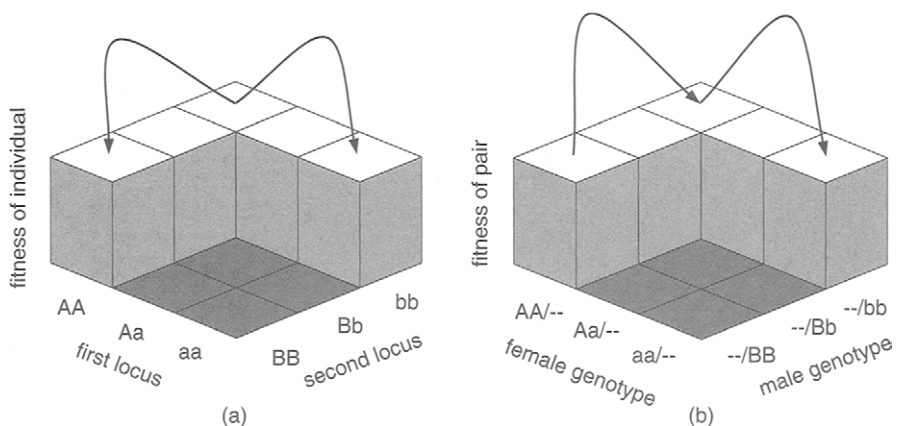 fitness of individual
AA
Aa
aa
first locus
BB
Bb
bb
second locus
(a)
fitness of pair
AA/--
Aa/--
aa/--
female genotype
--/BB
--/Bb
--/bb
male genotype
(b)